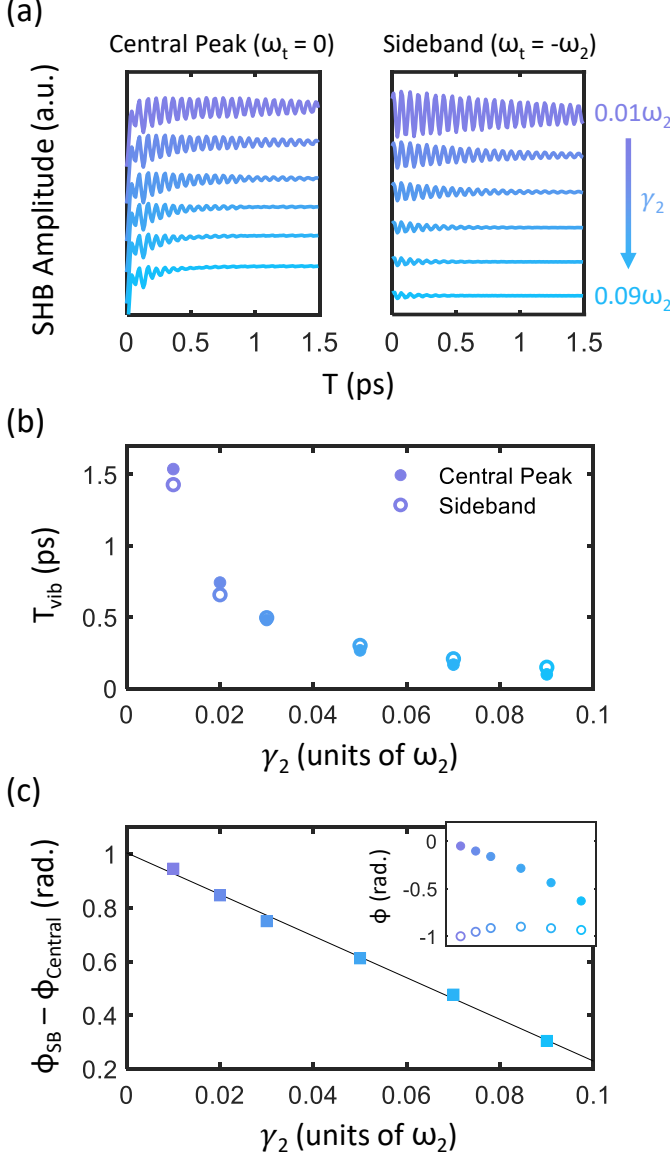 (a)
Central Peak (ω_t = 0)
Sideband (ω_t = -ω_2)
SHB Amplitude (a.u.)
0.01ω_2
γ_2
0.09ω_2
0 0.5 1 1.5
0 0.5 1 1.5
T (ps)
(b)
T_vib (ps)
1.5
1
0.5
0
Central Peak
Sideband
0 0.02 0.04 0.06 0.08 0.1
γ_2 (units of ω_2)
(c)
ϕ_SB – ϕ_Central (rad.)
1
0.8
0.6
0.4
0.2
ϕ (rad.)
0
-0.5
-1
0 0.02 0.04 0.06 0.08 0.1
γ_2 (units of ω_2)